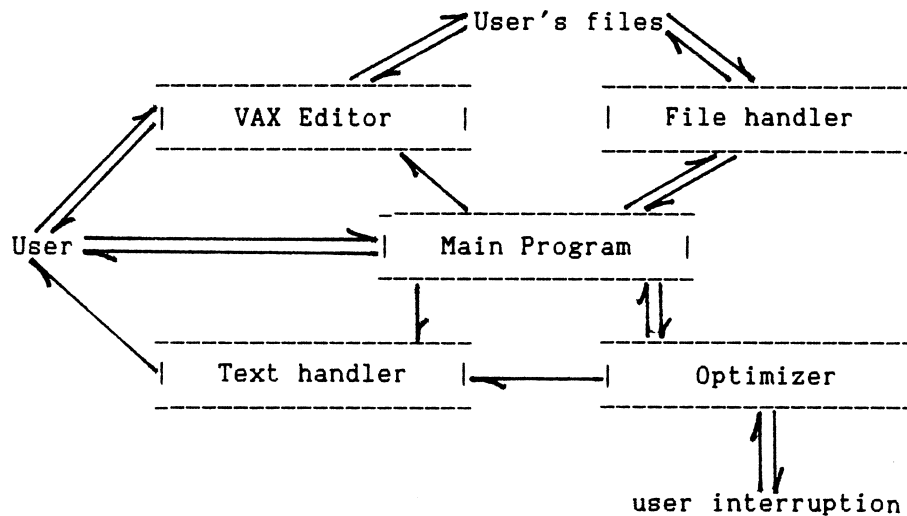 User's files
VAX Editor
File handler
User
Main Program
Text handler
Optimizer
user interruption